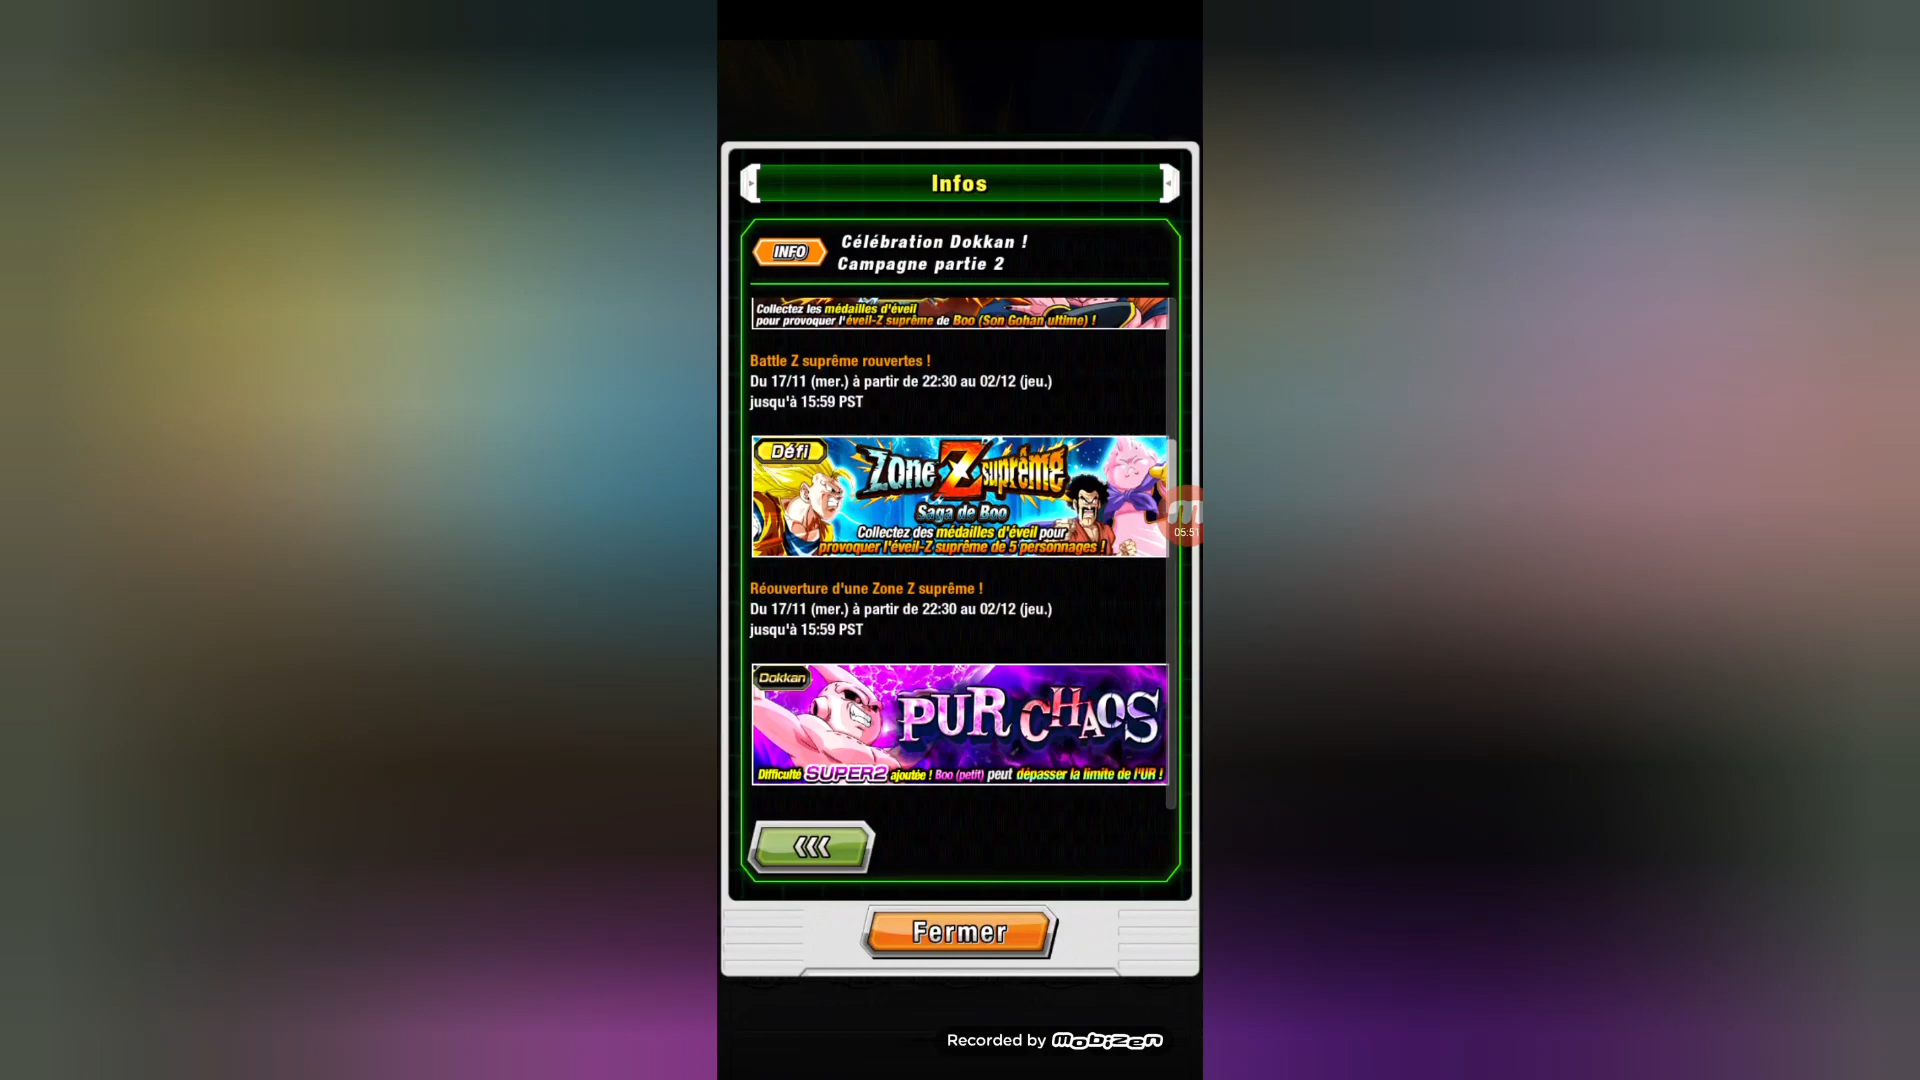 Infos
INFO
Célébration Dokkan !
Campagne partie 2
Collectez les médailles d'éveil
pour provoquer l'éveil-Z suprême de Boo (Son Gohan ultime) !
Battle Z suprême rouvertes !
Du 17/11 (mer.) à partir de 22:30 au 02/12 (jeu.)
jusqu'à 15:59 PST
Défi
Zone Z suprême
Saga de Boo
Collectez des médailles d'éveil pour
provoquer l'éveil-Z suprême de 5 personnages !
05:51
Réouverture d'une Zone Z suprême !
Du 17/11 (mer.) à partir de 22:30 au 02/12 (jeu.)
jusqu'à 15:59 PST
Dokkan
PUR CHAOS
Difficulté SUPER2 ajoutée ! Boo (petit) peut dépasser la limite de l'UR !
Fermer
Recorded by mobizen